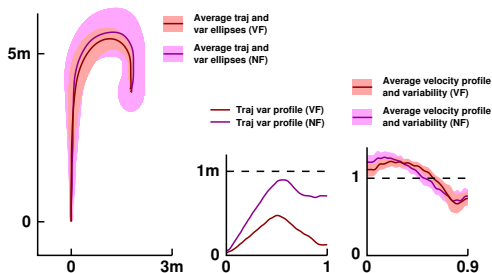 Average traj and
var ellipses (VF)
Average traj and
var ellipses (NF)
5m
0
0
3m
Traj var profile (VF)
Traj var profile (NF)
1m
0
0
1
Average velocity profile
and variability (VF)
Average velocity profile
and variability (NF)
1
0
0
0.9